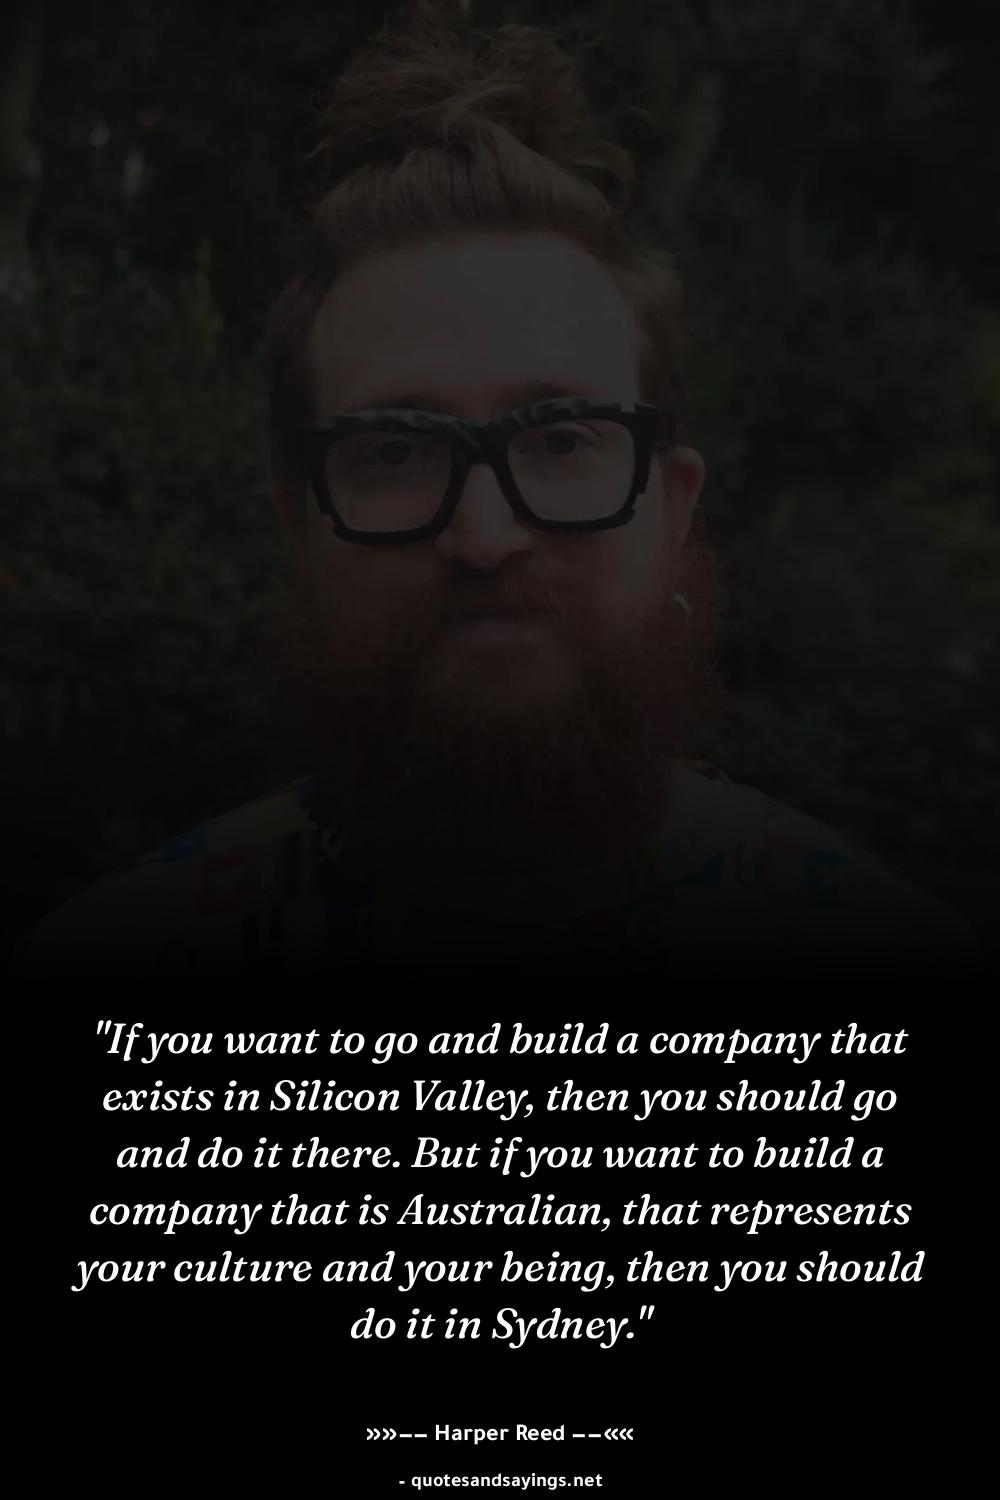 "If you want to go and build a company that
exists in Silicon Valley, then you should go
and do it there. But if you want to build a
company that is Australian, that represents
your culture and your being, then you should
do it in Sydney."
»»—— Harper Reed ——««
- quotesandsayings.net